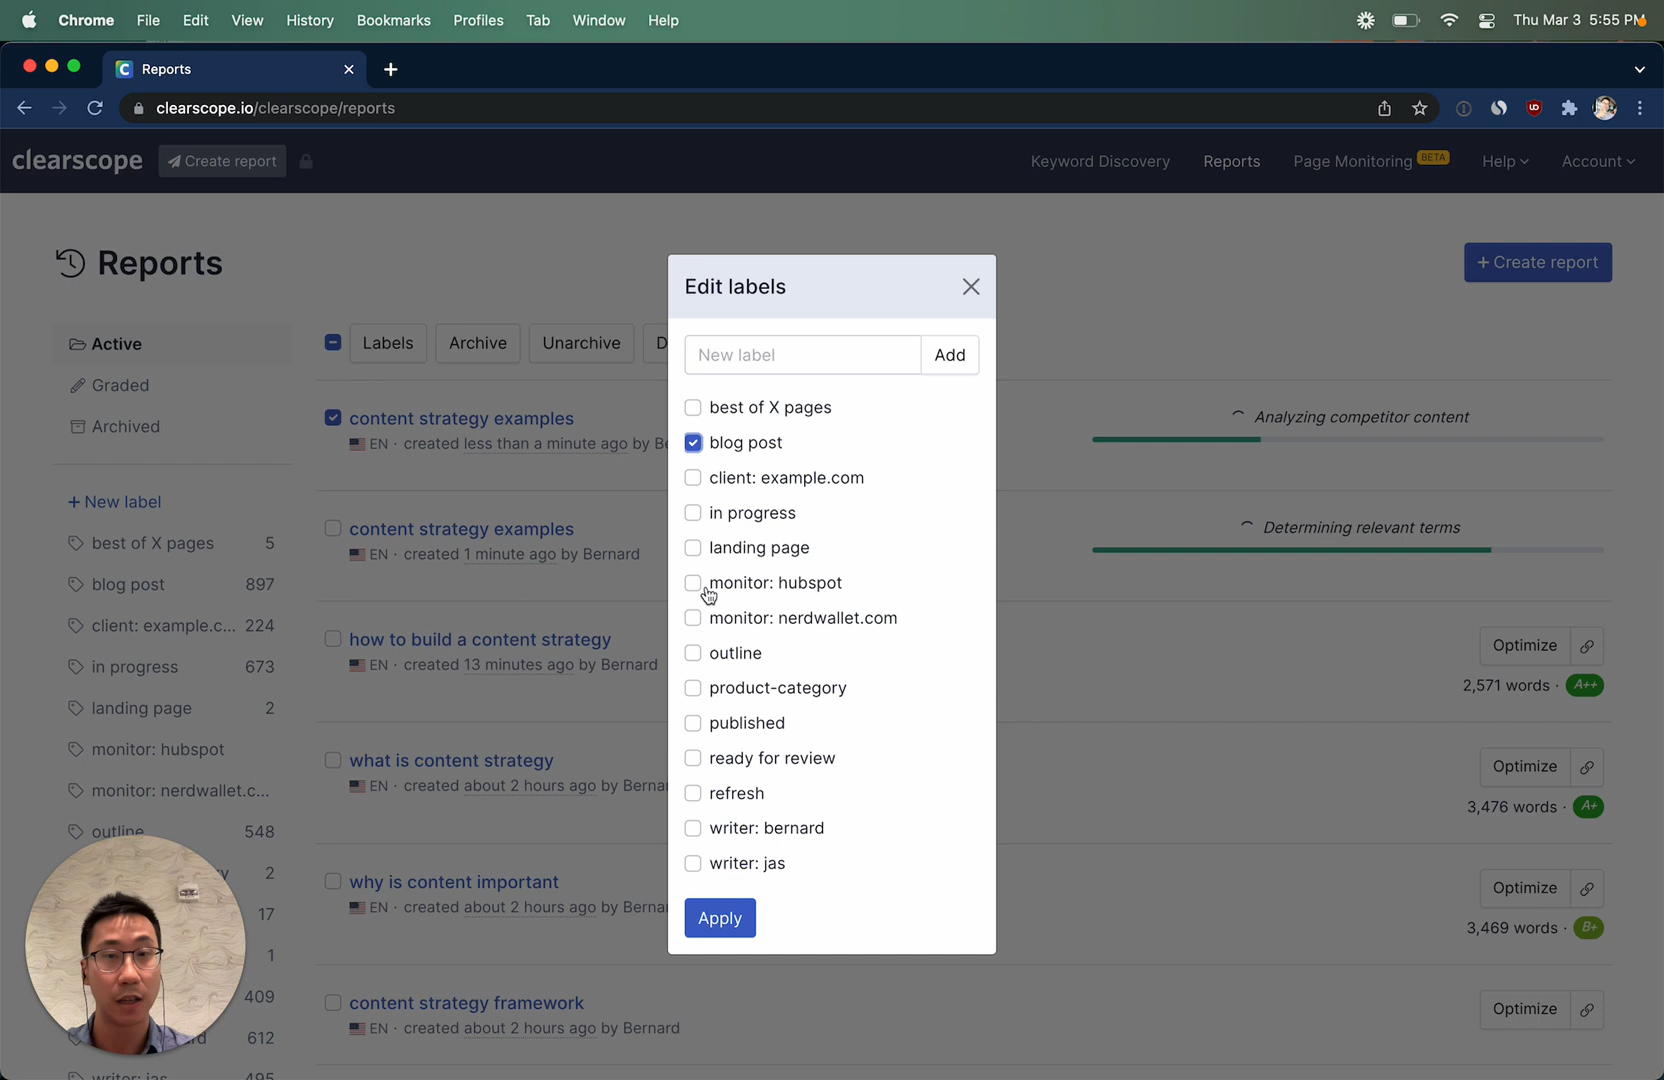 Chrome File Edit View History Bookmarks Profiles Tab Window Help Thu Mar 3 5:55 PM
Reports
clearscope.io/clearscope/reports
clearscope Create report Keyword Discovery Reports Page Monitoring BETA Help Account
Reports
+ Create report
Active
Graded
Archived
+ New label
best of X pages 5
blog post 897
client: example.c... 224
in progress 673
landing page 2
monitor: hubspot
monitor: nerdwallet.c...
outline 548
2
17
1
409
612
writer: jas 495
Labels Archive Unarchive D
content strategy examples
EN · created less than a minute ago by Be
Analyzing competitor content
content strategy examples
EN · created 1 minute ago by Bernard
Determining relevant terms
how to build a content strategy
EN · created 13 minutes ago by Bernard
Optimize
2,571 words · A++
what is content strategy
EN · created about 2 hours ago by Berna
Optimize
3,476 words · A+
why is content important
EN · created about 2 hours ago by Berna
Optimize
3,469 words · B+
content strategy framework
EN · created about 2 hours ago by Bernard
Optimize
Edit labels
New label Add
best of X pages
blog post
client: example.com
in progress
landing page
monitor: hubspot
monitor: nerdwallet.com
outline
product-category
published
ready for review
refresh
writer: bernard
writer: jas
Apply